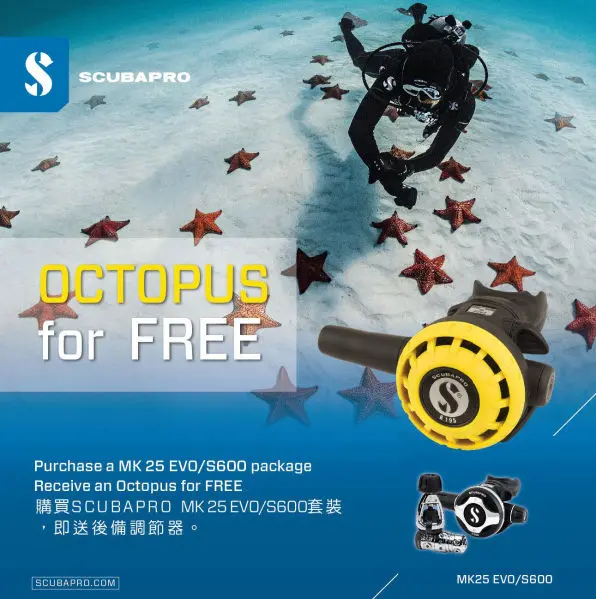 SCUBAPRO
OCTOPUS
for FREE
SCUBAPRO
S
R195
Purchase a MK 25 EVO/S600 package
Receive an Octopus for FREE
購買SCUBAPRO MK25 EVO/S600套裝
，即送後備調節器。
SCUBAPRO.COM
MK25 EVO/S600